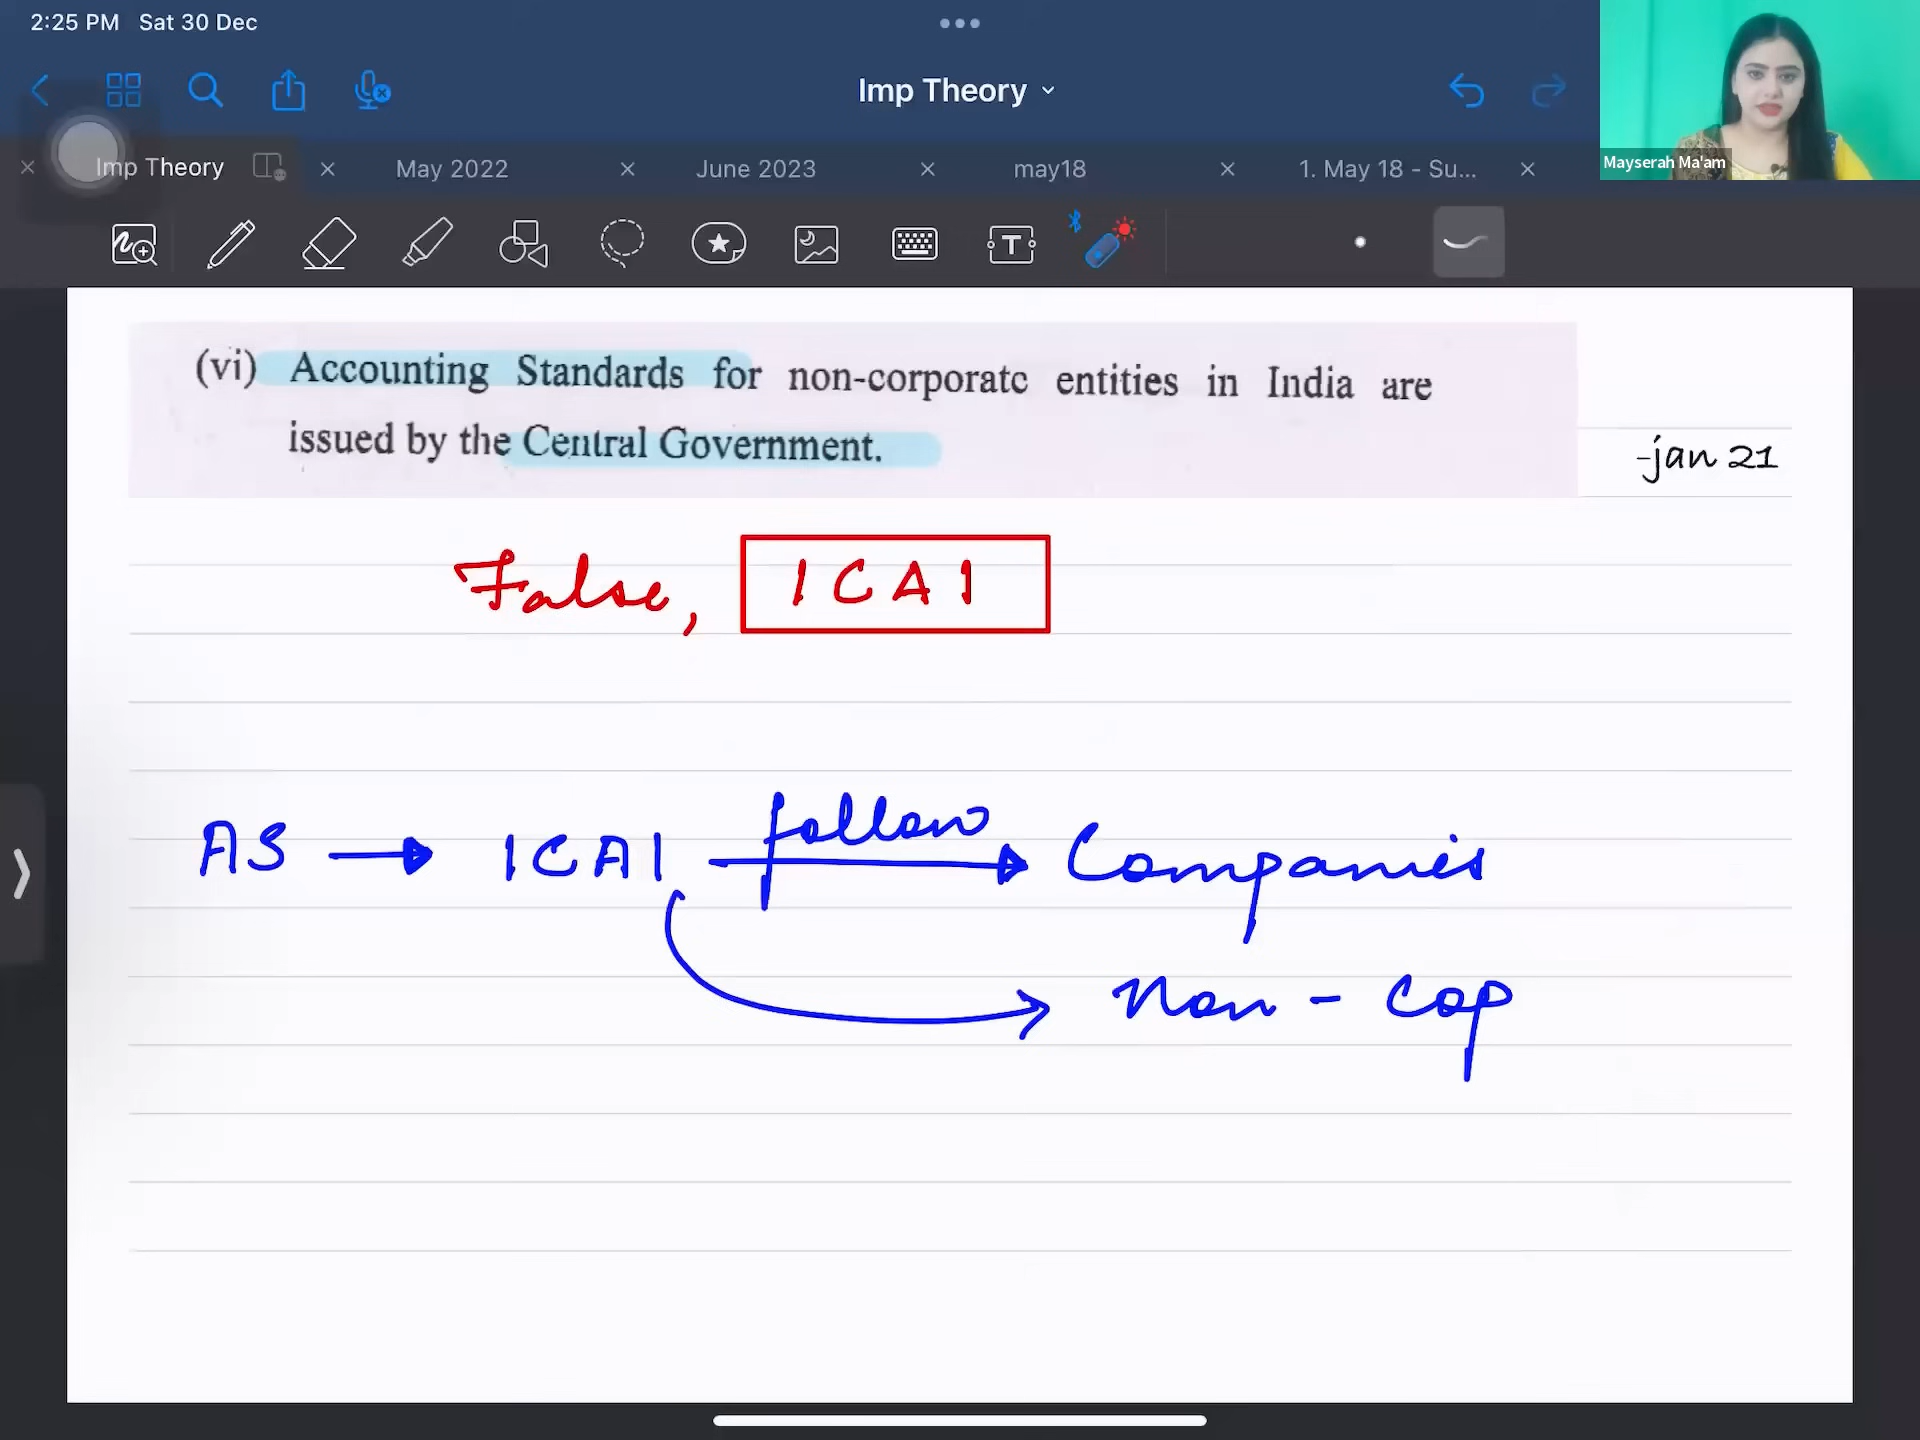 2:25 PM Sat 30 Dec
Imp Theory
Mayserah Ma'am
Imp Theory
May 2022
June 2023
may18
1. May 18 - Su...
(vi) Accounting Standards for non-corporate entities in India are
issued by the Central Government.
-jan 21
False, ICAI
AS → ICAI follow Companies
Non - Cop